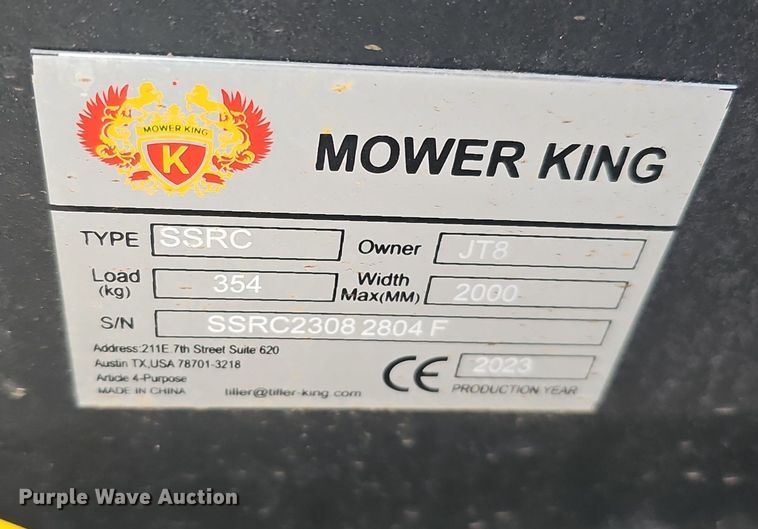 MOWER KING
K
MOWER KING
TYPE SSRC Owner JT8
Load (kg) 354 Width Max(MM) 2000
S/N SSRC2308 2804 F
Address:211E.7th Street Suite 620
Austin TX,USA 78701-3218
Article 4-Purpose
MADE IN CHINA tiller@tiller-king.com
CE 2023
PRODUCTION YEAR
Purple Wave Auction